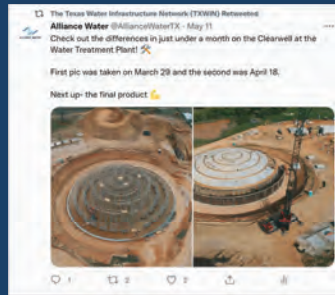 The Texas Water Infrastructure Network (TXWIN) Retweeted
Alliance Water @AllianceWaterTX · May 11
Check out the differences in just under a month on the Clearwell at the
Water Treatment Plant! 🛠
First pic was taken on March 29 and the second was April 18.
Next up- the final product 💪
1 2 2